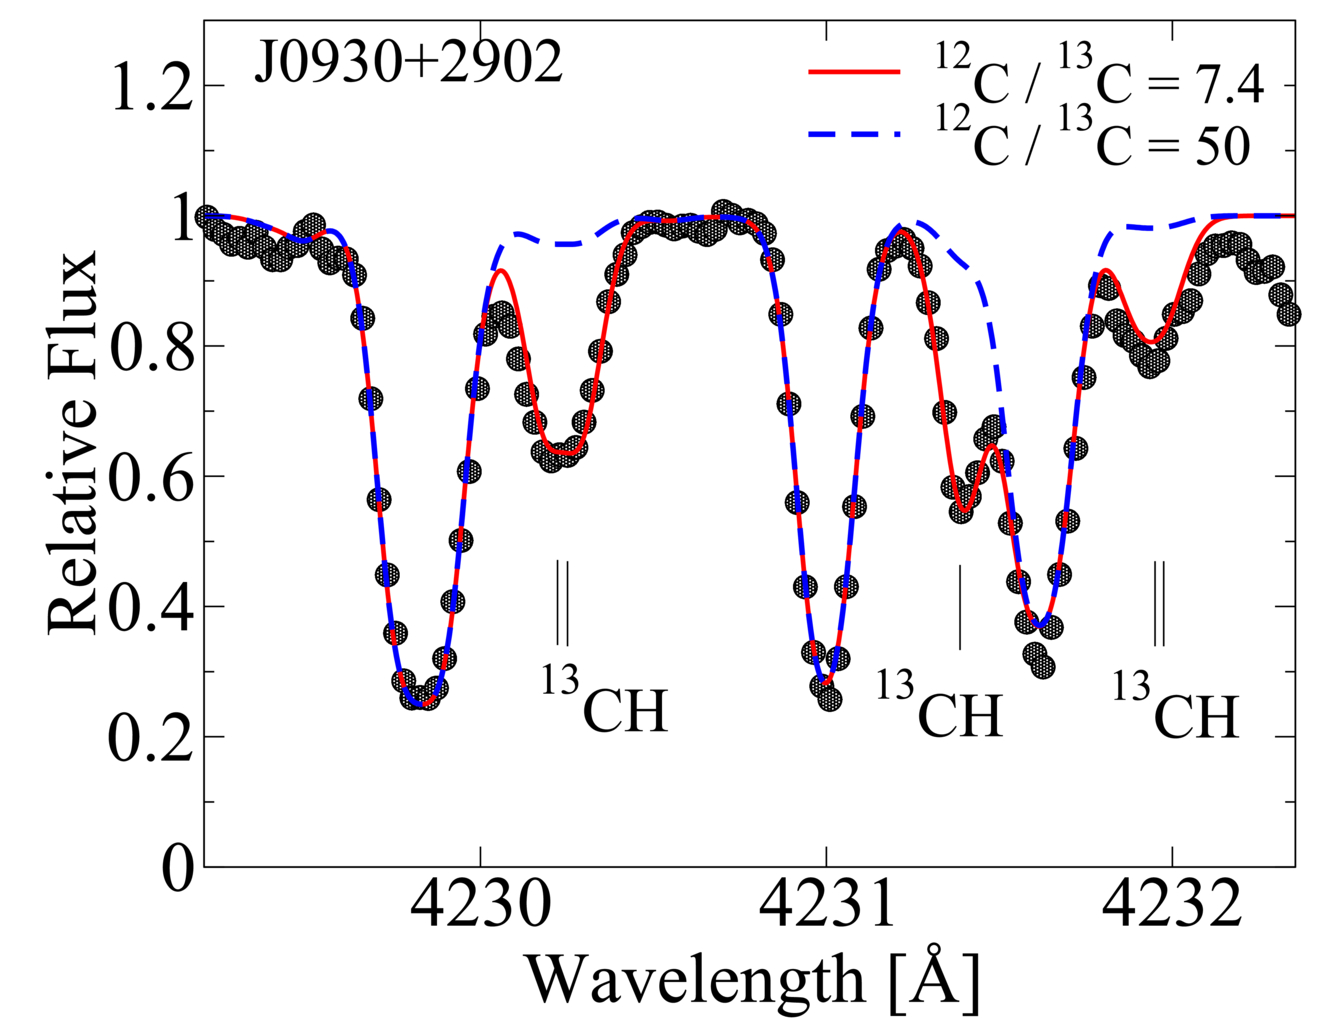 J0930+2902
¹²C / ¹³C = 7.4
¹²C / ¹³C = 50
1.2
1
0.8
0.6
0.4
0.2
0
Relative Flux
¹³CH
¹³CH
¹³CH
4230
4231
4232
Wavelength [Å]